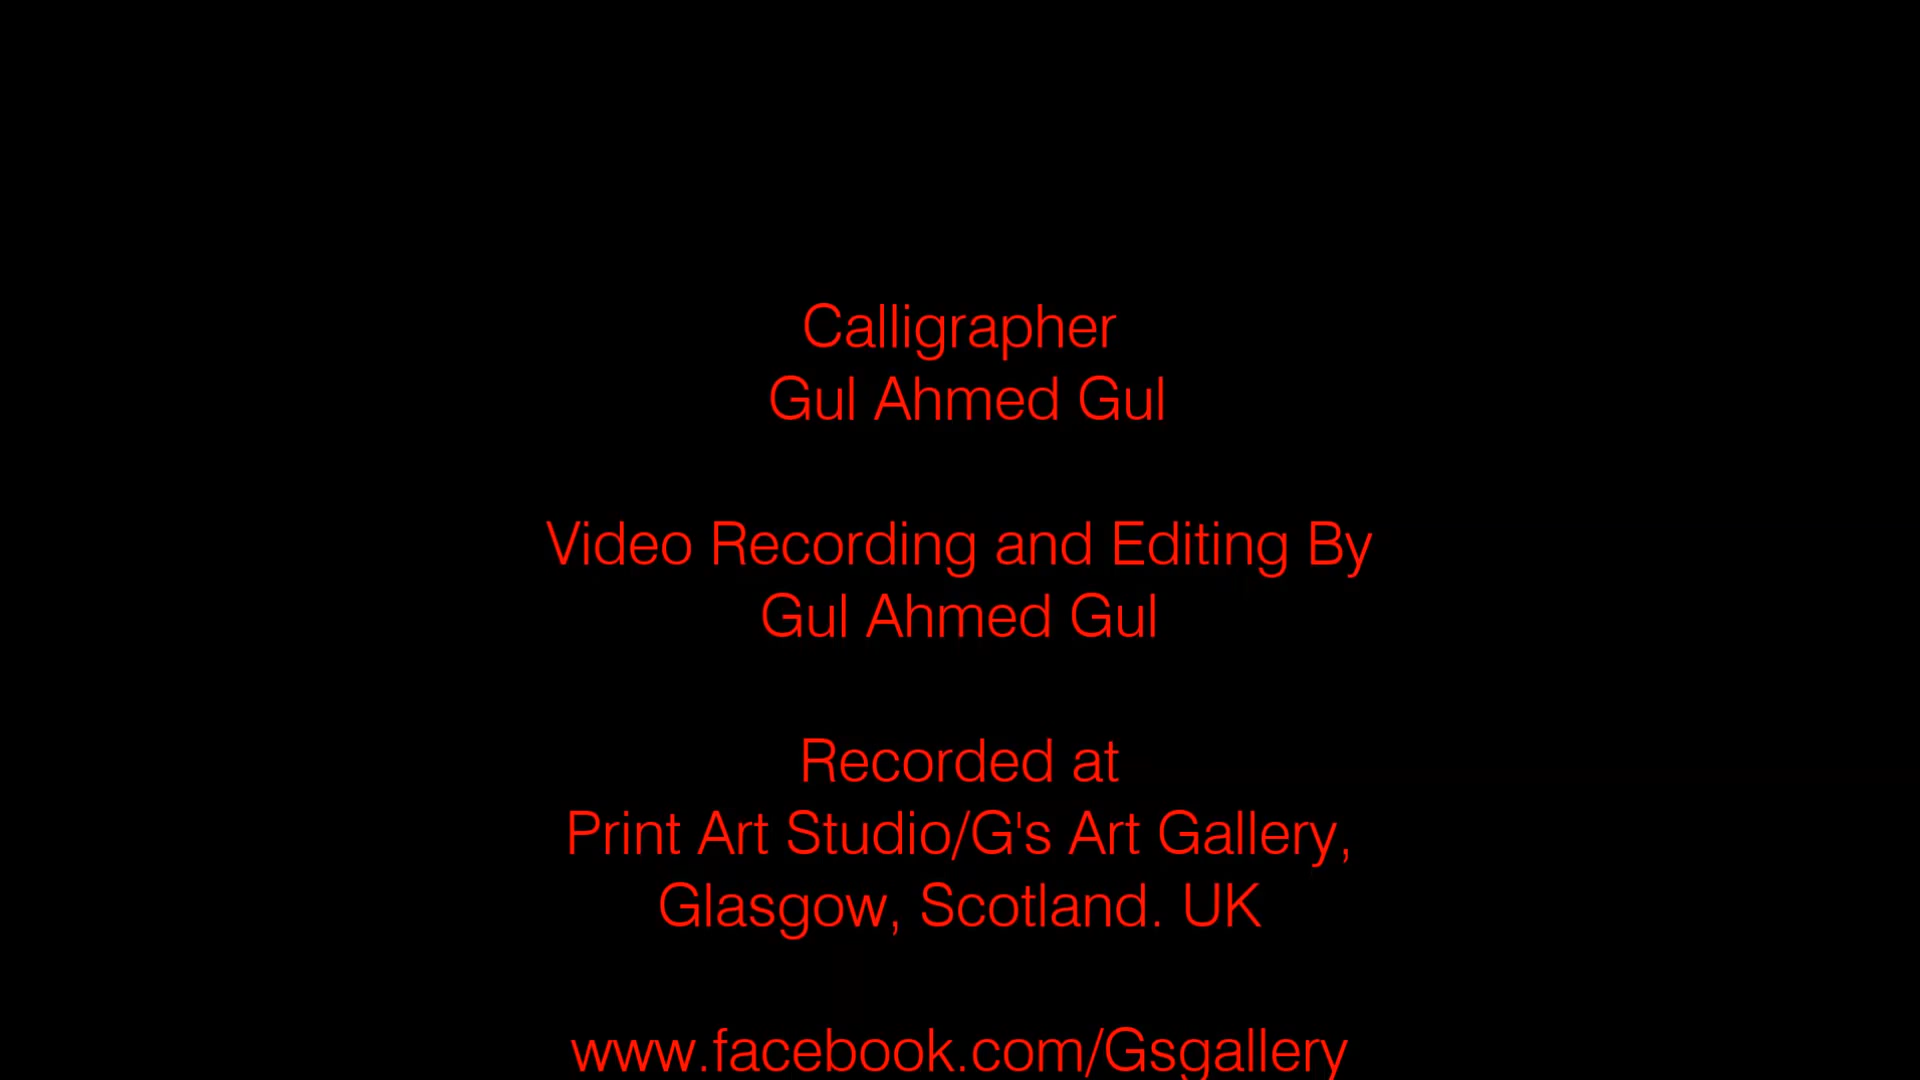 Calligrapher
Gul Ahmed Gul
Video Recording and Editing By
Gul Ahmed Gul
Recorded at
Print Art Studio/G's Art Gallery,
Glasgow, Scotland. UK
www.facebook.com/Gsgallery